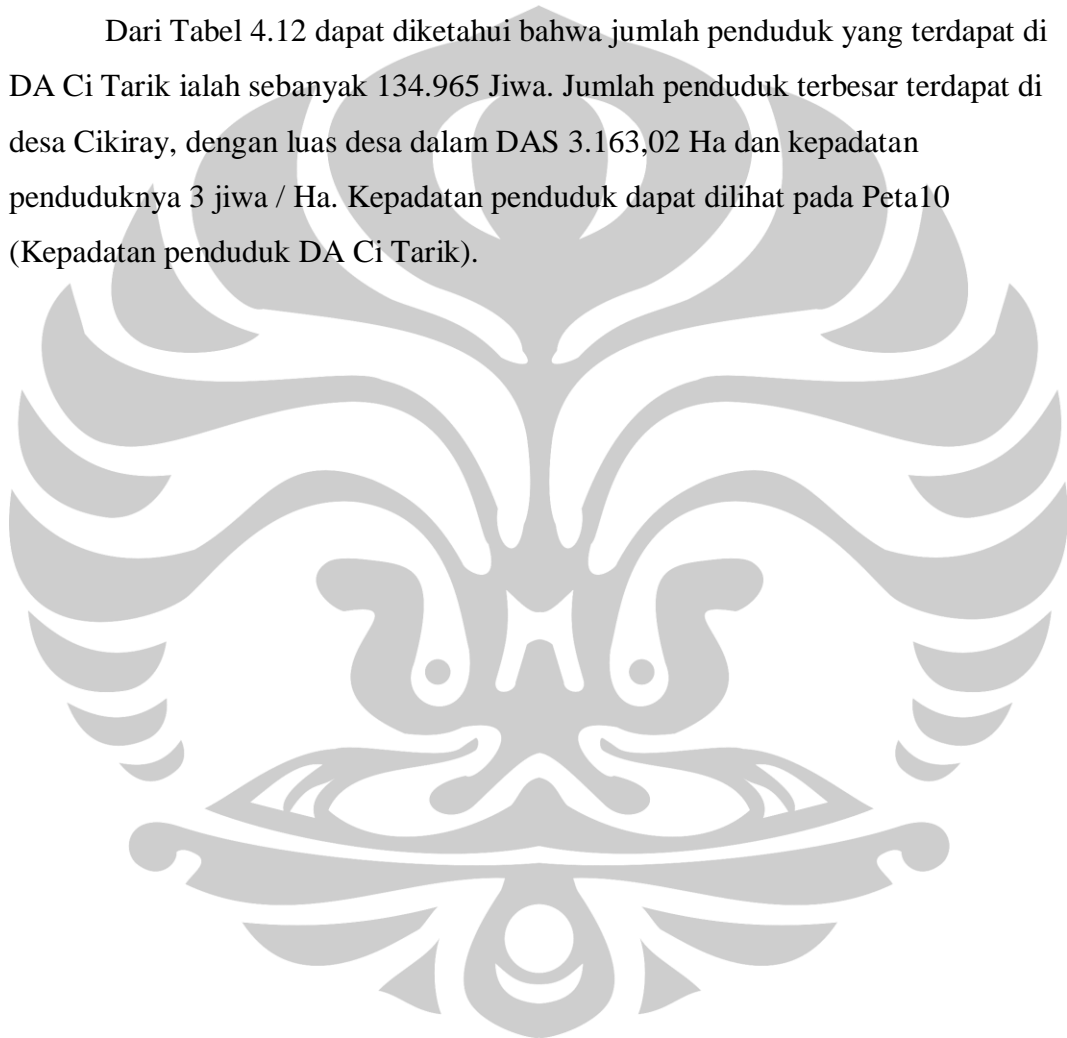 Dari Tabel 4.12 dapat diketahui bahwa jumlah penduduk yang terdapat di
DA Ci Tarik ialah sebanyak 134.965 Jiwa. Jumlah penduduk terbesar terdapat di
desa Cikiray, dengan luas desa dalam DAS 3.163,02 Ha dan kepadatan
penduduknya 3 jiwa / Ha. Kepadatan penduduk dapat dilihat pada Peta10
(Kepadatan penduduk DA Ci Tarik).